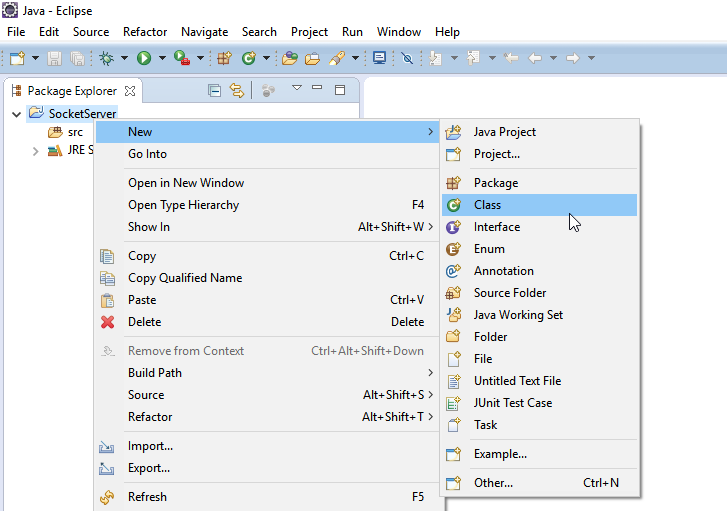 Java - Eclipse
File Edit Source Refactor Navigate Search Project Run Window Help
Package Explorer
SocketServer
src
JRE S
New
Go Into
Open in New Window
Open Type Hierarchy F4
Show In Alt+Shift+W
Copy Ctrl+C
Copy Qualified Name
Paste Ctrl+V
Delete Delete
Remove from Context Ctrl+Alt+Shift+Down
Build Path
Source Alt+Shift+S
Refactor Alt+Shift+T
Import...
Export...
Refresh F5
Java Project
Project...
Package
Class
Interface
Enum
Annotation
Source Folder
Java Working Set
Folder
File
Untitled Text File
JUnit Test Case
Task
Example...
Other... Ctrl+N